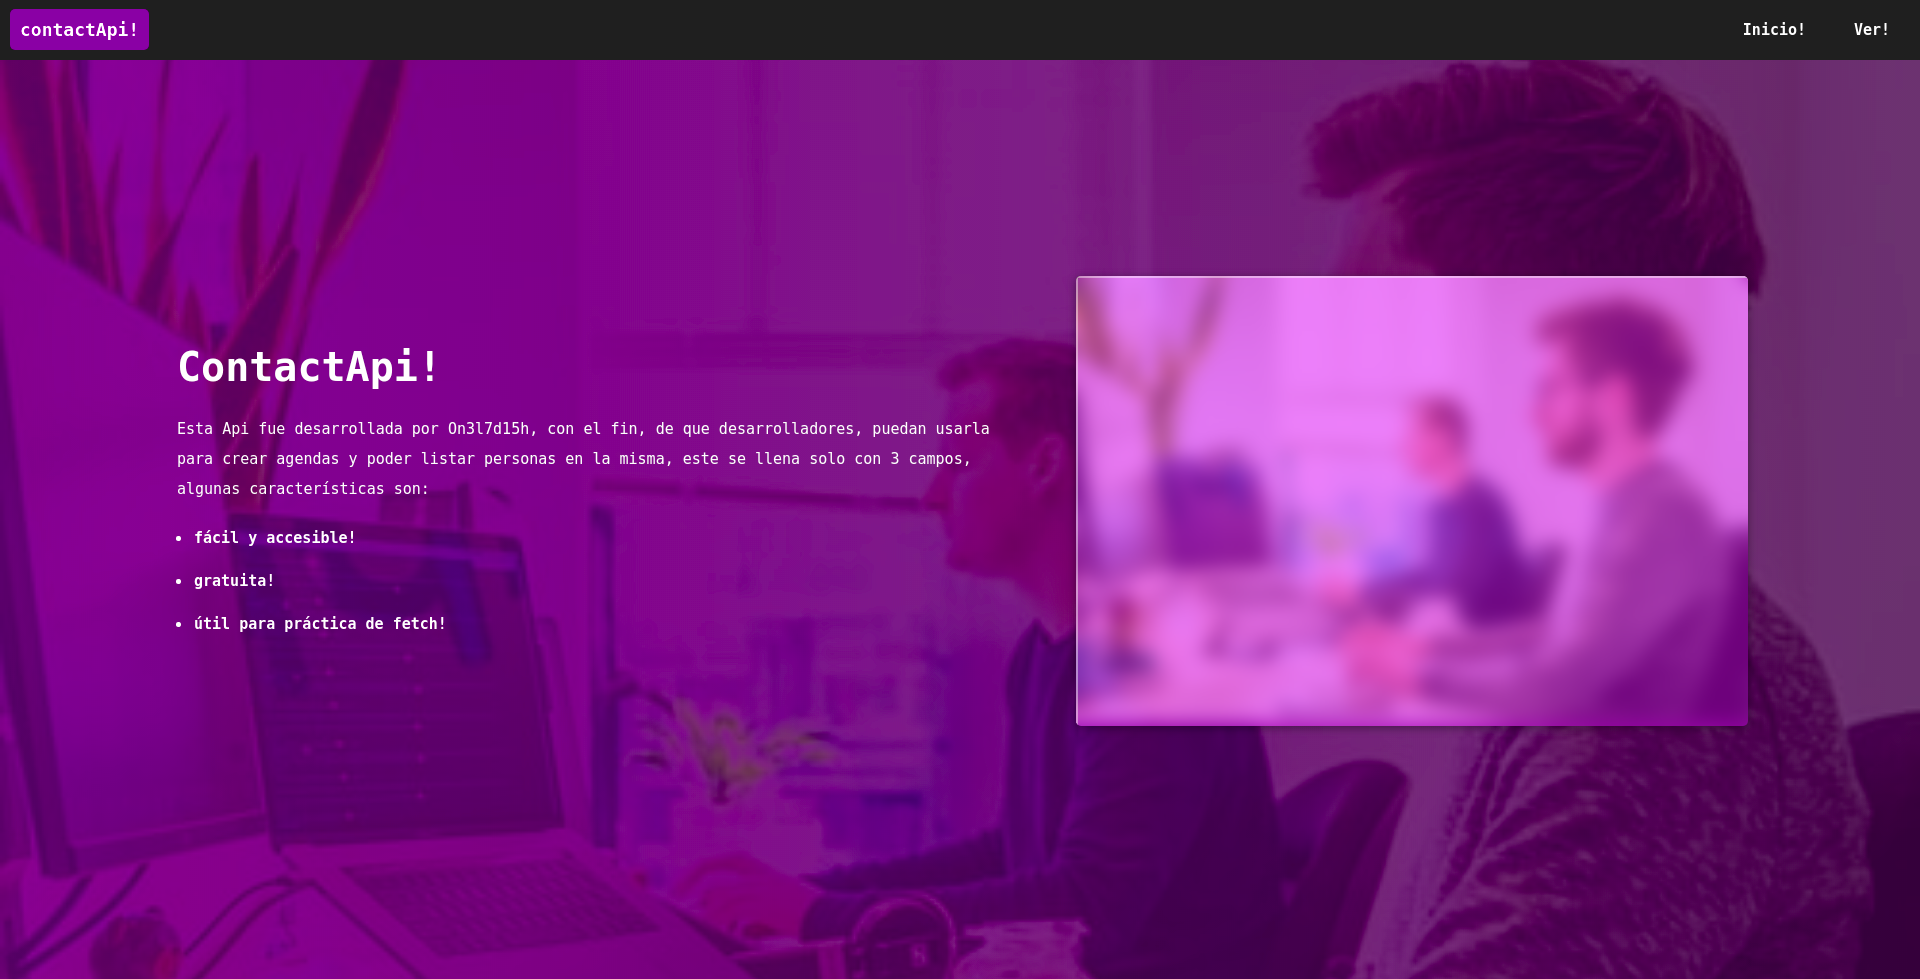 contactApi!
Inicio!
Ver!
ContactApi!
Esta Api fue desarrollada por On3l7d15h, con el fin, de que desarrolladores, puedan usarla
para crear agendas y poder listar personas en la misma, este se llena solo con 3 campos,
algunas características son:
fácil y accesible!
gratuita!
útil para práctica de fetch!